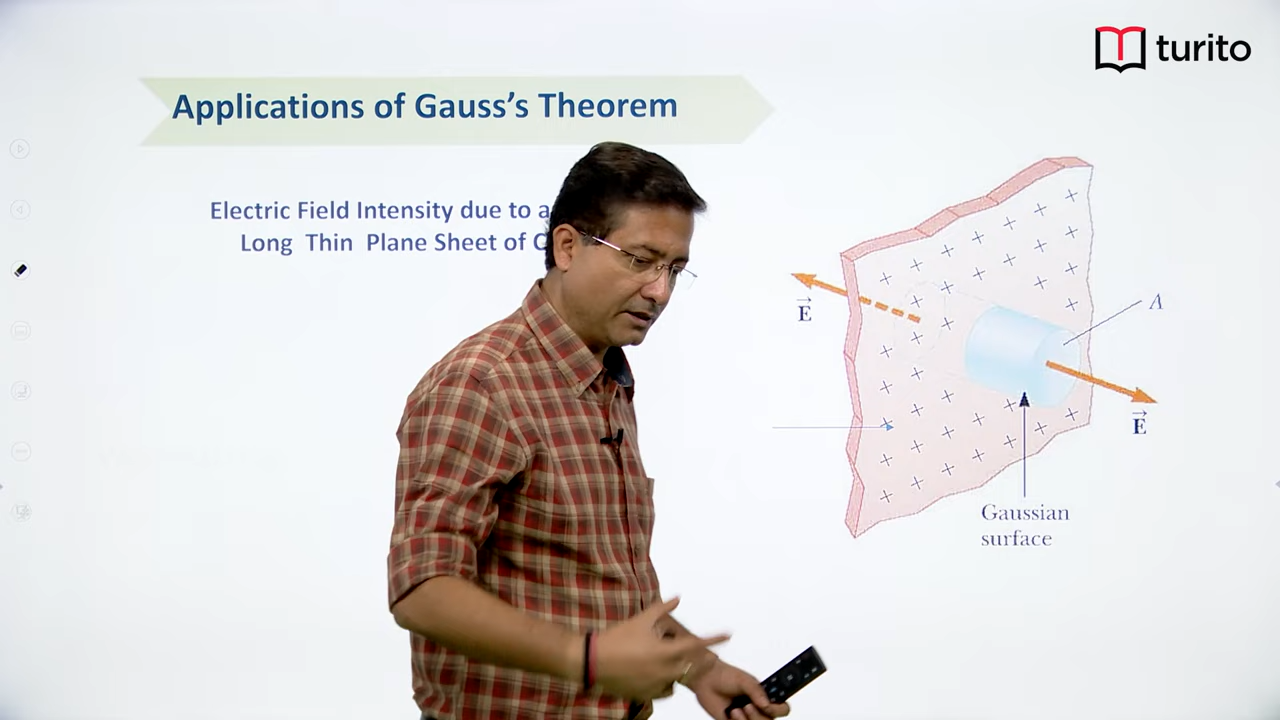 turito
Applications of Gauss's Theorem
Electric Field Intensity due to a
Long Thin Plane Sheet of
E
A
E
Gaussian
surface